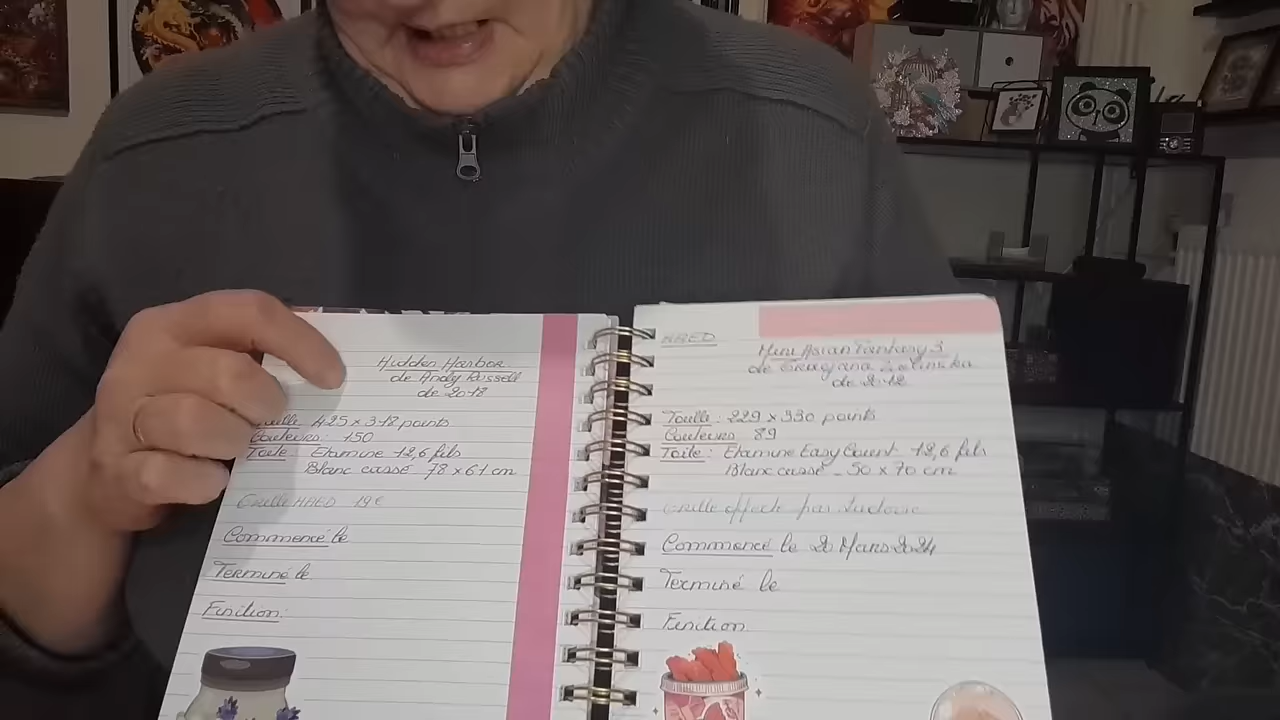 Hidden Harbor
de Andy Russell
de 2018
Taille 425 x 312 points
Couleurs : 150
Toile : Etamine 12,6 fils
Blanc cassé 78 x 61 cm
Grille HAED 19 €
Commencé le
Terminé le
Finition :
HAED
Mini Asian Fantasy 3
de
de 2012
Taille : 229 x 330 points
Couleurs 89
Toile : Etamine Easy Count 12,6 fils
Blanc cassé - 50 x 70 cm
Grille offerte par Ludovic
Commencé le 20 Mars 2024
Terminé le
Finition